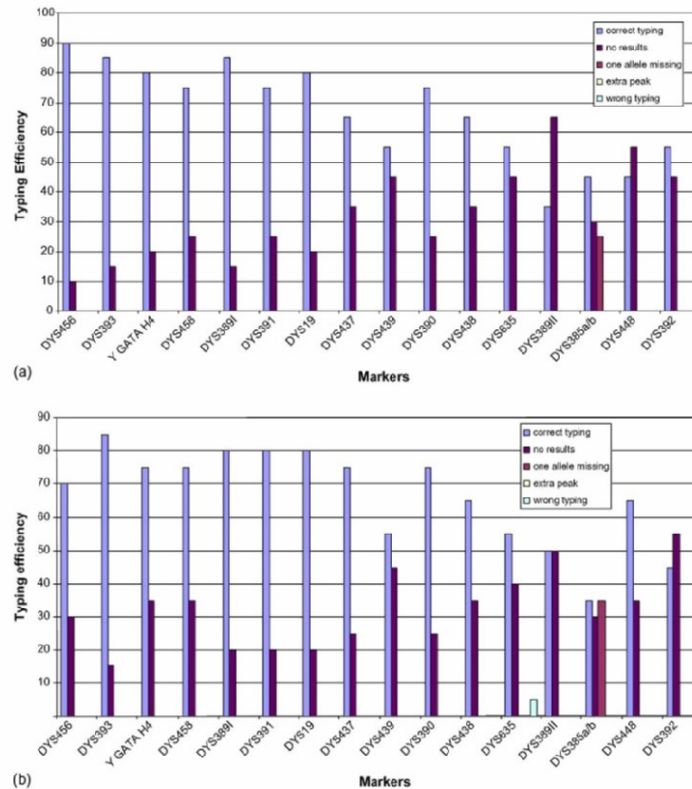 100
90
80
70
60
50
40
30
20
10
0
Typing Efficiency
correct typing
no results
one allele missing
extra peak
wrong typing
DYS456
DYS393
Y GATA H4
DYS458
DYS389I
DYS391
DYS19
DYS437
DYS439
DYS390
DYS438
DYS635
DYS389II
DYS385a/b
DYS448
DYS392
(a)
Markers
90
80
70
60
50
40
30
20
10
Typing efficiency
correct typing
no results
one allele missing
extra peak
wrong typing
DYS456
DYS393
Y GATA H4
DYS458
DYS389I
DYS391
DYS19
DYS437
DYS439
DYS390
DYS438
DYS635
DYS389II
DYS385a/b
DYS448
DYS392
(b)
Markers